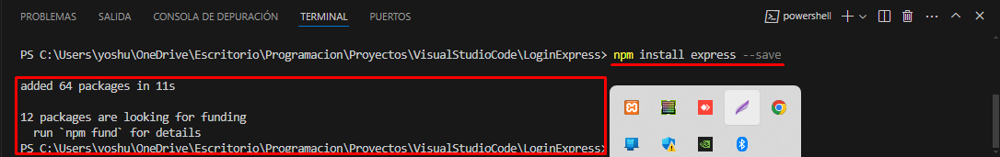 PROBLEMAS SALIDA CONSOLA DE DEPURACIÓN TERMINAL PUERTOS powershell
PS C:\Users\yoshu\OneDrive\Escritorio\Programacion\Proyectos\VisualStudioCode\LoginExpress> npm install express --save
added 64 packages in 11s
12 packages are looking for funding
run `npm fund` for details
PS C:\Users\yoshu\OneDrive\Escritorio\Programacion\Proyectos\VisualStudioCode\LoginExpress>